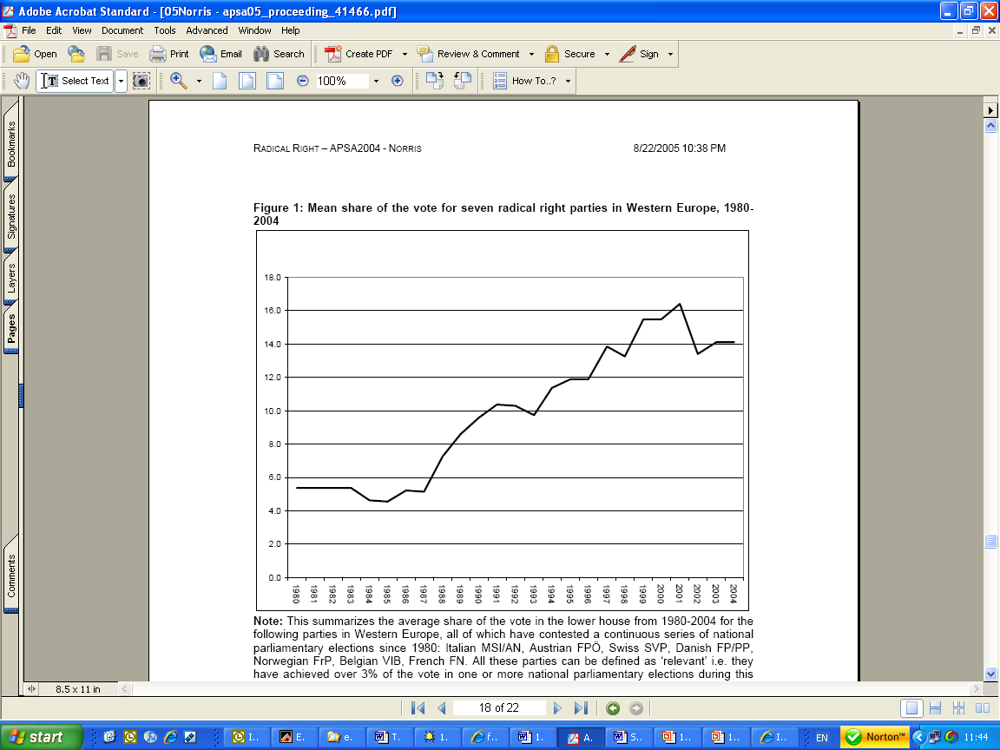 Adobe Acrobat Standard - [05Norris - apsa05_proceeding_41466.pdf]
File Edit View Document Tools Advanced Window Help
Open Save Print Email Search Create PDF Review & Comment Secure Sign
Select Text 100% How To..?
Bookmarks
Signatures
Layers
Pages
Comments
RADICAL RIGHT – APSA2004 - NORRIS 8/22/2005 10:38 PM
Figure 1: Mean share of the vote for seven radical right parties in Western Europe, 1980-
2004
18.0
16.0
14.0
12.0
10.0
8.0
6.0
4.0
2.0
0.0
1980 1981 1982 1983 1984 1985 1986 1987 1988 1989 1990 1991 1992 1993 1994 1995 1996 1997 1998 1999 2000 2001 2002 2003 2004
Note: This summarizes the average share of the vote in the lower house from 1980-2004 for the
following parties in Western Europe, all of which have contested a continuous series of national
parliamentary elections since 1980: Italian MSI/AN, Austrian FPÖ, Swiss SVP, Danish FP/PP,
Norwegian FrP, Belgian VIB, French FN. All these parties can be defined as ‘relevant’ i.e. they
have achieved over 3% of the vote in one or more national parliamentary elections during this
8.5 x 11 in
18 of 22
start I.. E. e. T. 1. f.. 1. A. S.. 1.. 1.. I.. EN Norton™ 11:44